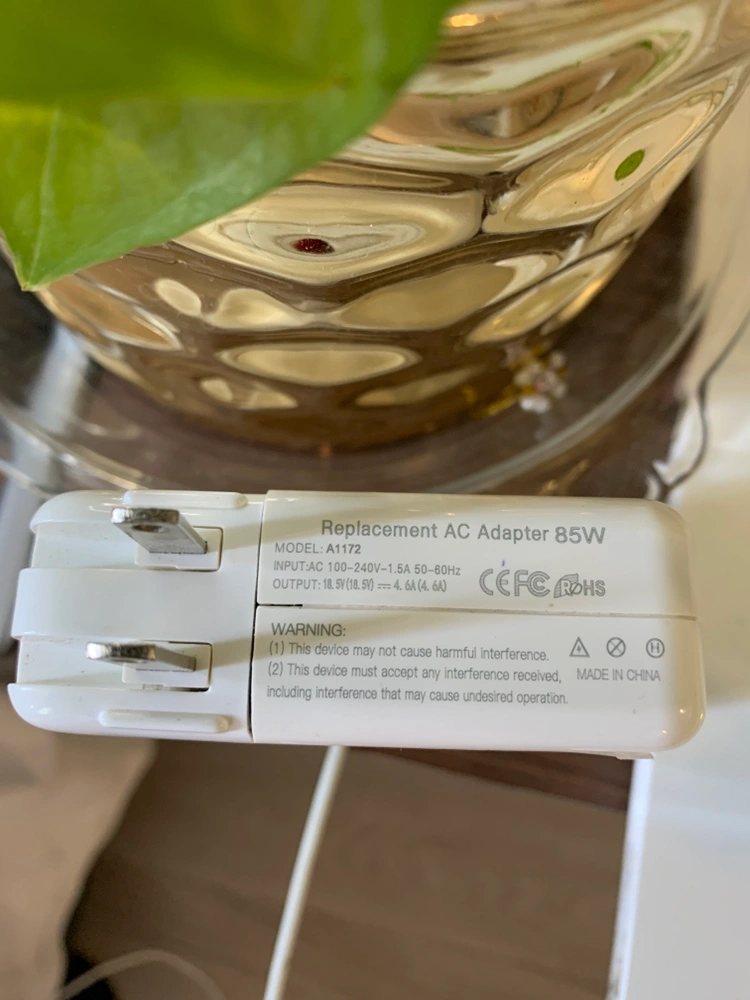 Replacement AC Adapter 85W
MODEL: A1172
INPUT:AC 100-240V-1.5A 50-60Hz
OUTPUT: 18.5V(18.5V) ⎓ 4.6A(4.6A)
CE FC RoHS
WARNING:
(1) This device may not cause harmful interference.
(2) This device must accept any interference received,
including interference that may cause undesired operation.
H
MADE IN CHINA